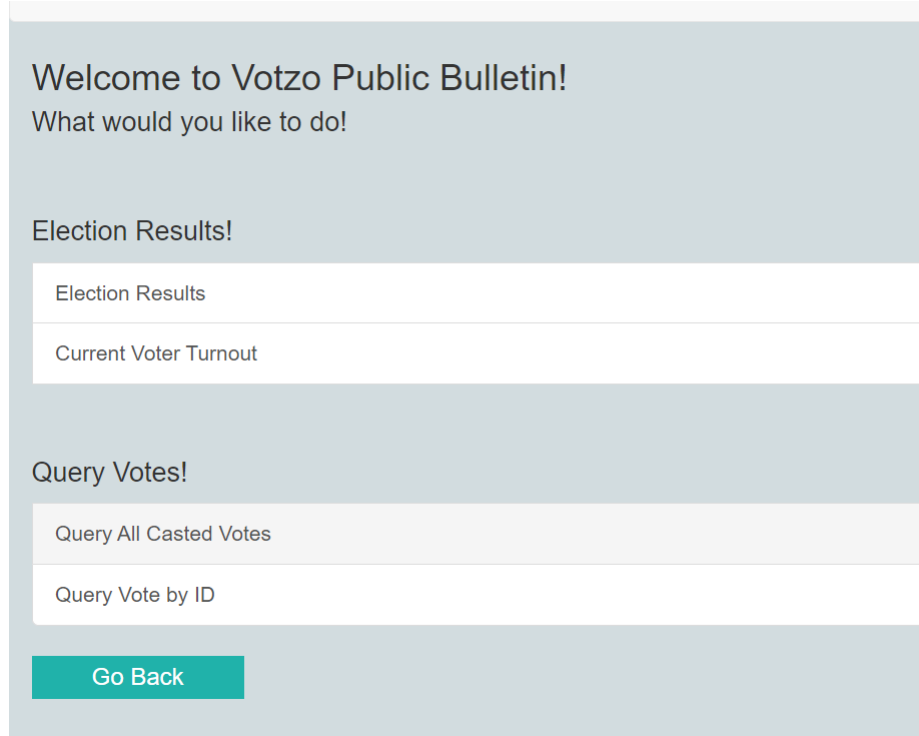 Welcome to Votzo Public Bulletin!
What would you like to do!
Election Results!
Election Results
Current Voter Turnout
Query Votes!
Query All Casted Votes
Query Vote by ID
Go Back